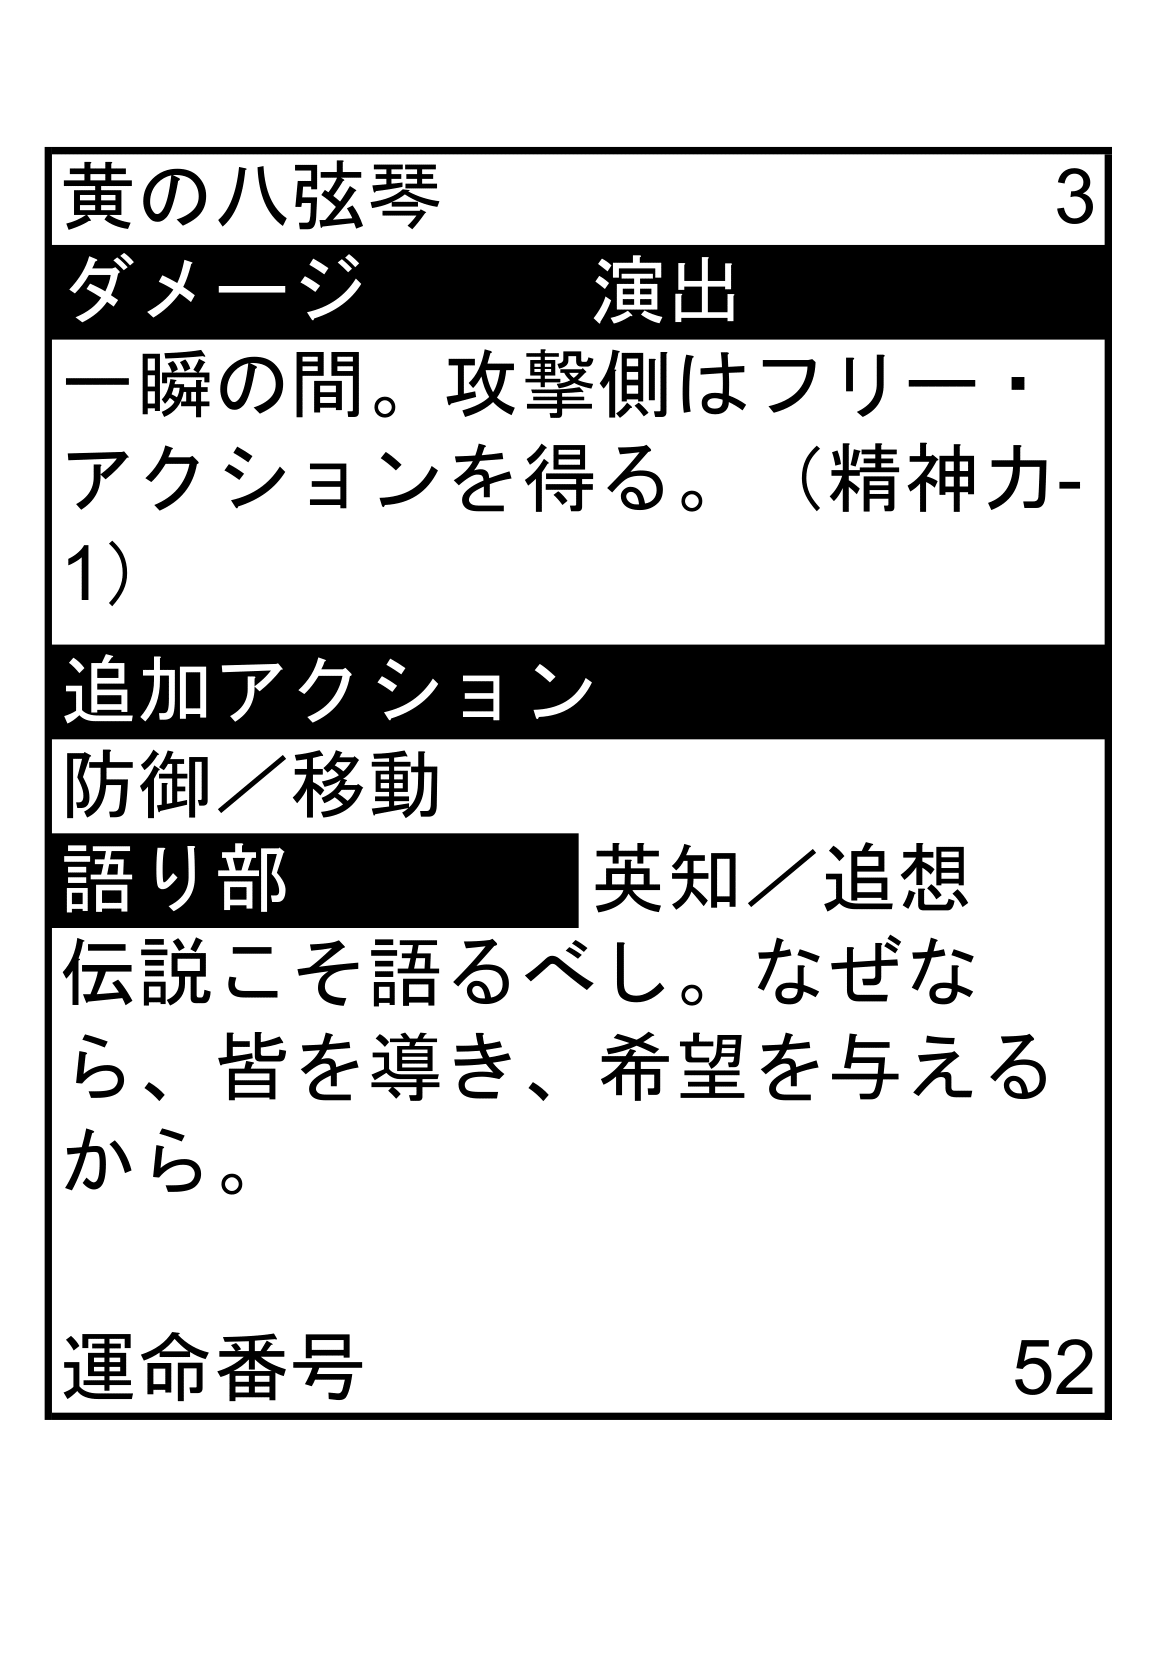 黄の八弦琴 3
ダメージ 演出
一瞬の間。攻撃側はフリー・
アクションを得る。（精神力-
1）
追加アクション
防御／移動
語り部 英知／追想
伝説こそ語るべし。なぜな
ら、皆を導き、希望を与える
から。
運命番号 52